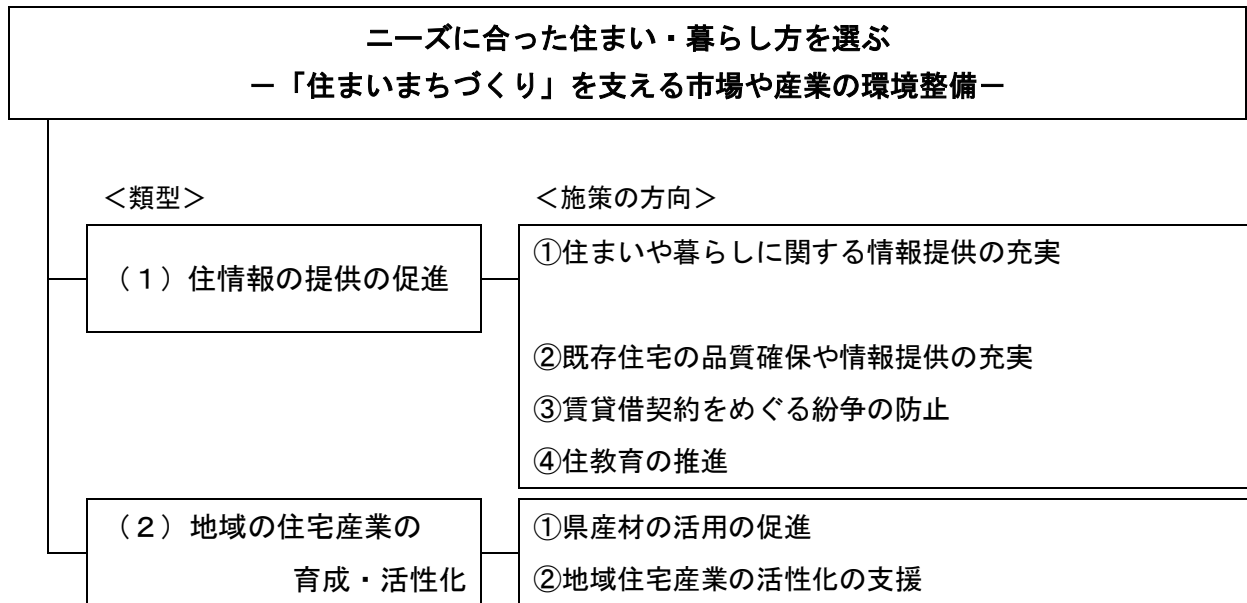 ニーズに合った住まい・暮らし方を選ぶ
－「住まいまちづくり」を支える市場や産業の環境整備－
＜類型＞
＜施策の方向＞
（１）住情報の提供の促進
①住まいや暮らしに関する情報提供の充実
②既存住宅の品質確保や情報提供の充実
③賃貸借契約をめぐる紛争の防止
④住教育の推進
（２）地域の住宅産業の
育成・活性化
①県産材の活用の促進
②地域住宅産業の活性化の支援